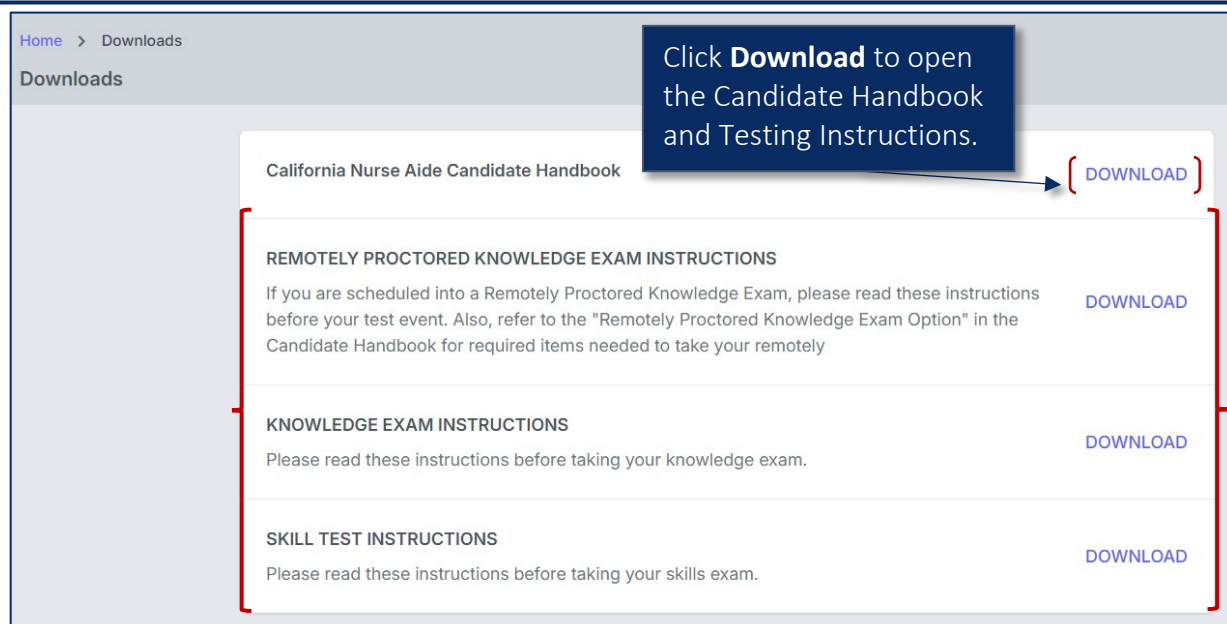 Home > Downloads
Downloads
Click Download to open
the Candidate Handbook
and Testing Instructions.
California Nurse Aide Candidate Handbook
DOWNLOAD
REMOTELY PROCTORED KNOWLEDGE EXAM INSTRUCTIONS
If you are scheduled into a Remotely Proctored Knowledge Exam, please read these instructions
before your test event. Also, refer to the "Remotely Proctored Knowledge Exam Option" in the
Candidate Handbook for required items needed to take your remotely
DOWNLOAD
KNOWLEDGE EXAM INSTRUCTIONS
Please read these instructions before taking your knowledge exam.
DOWNLOAD
SKILL TEST INSTRUCTIONS
Please read these instructions before taking your skills exam.
DOWNLOAD